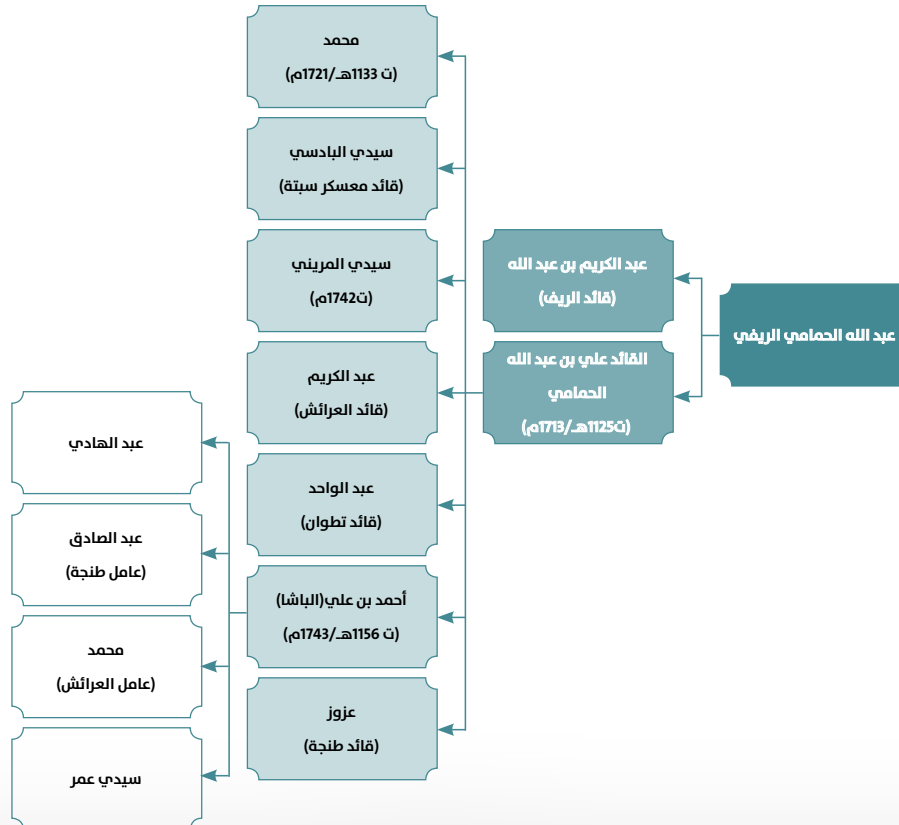 عبد الله الحمامي الريفي
عبد الكريم بن عبد الله
(قائد الريف)
القائد علي بن عبد الله
الحمامي
(ت1125هـ/1713م)
محمد
(ت 1133هـ/1721م)
سيدي البادسي
(قائد معسكر سبتة)
سيدي المريني
(ت1742م)
عبد الكريم
(قائد العرائش)
عبد الواحد
(قائد تطوان)
أحمد بن علي(الباشا)
(ت 1156هـ/1743م)
عزوز
(قائد طنجة)
عبد الهادي
عبد الصادق
(عامل طنجة)
محمد
(عامل العرائش)
سيدي عمر